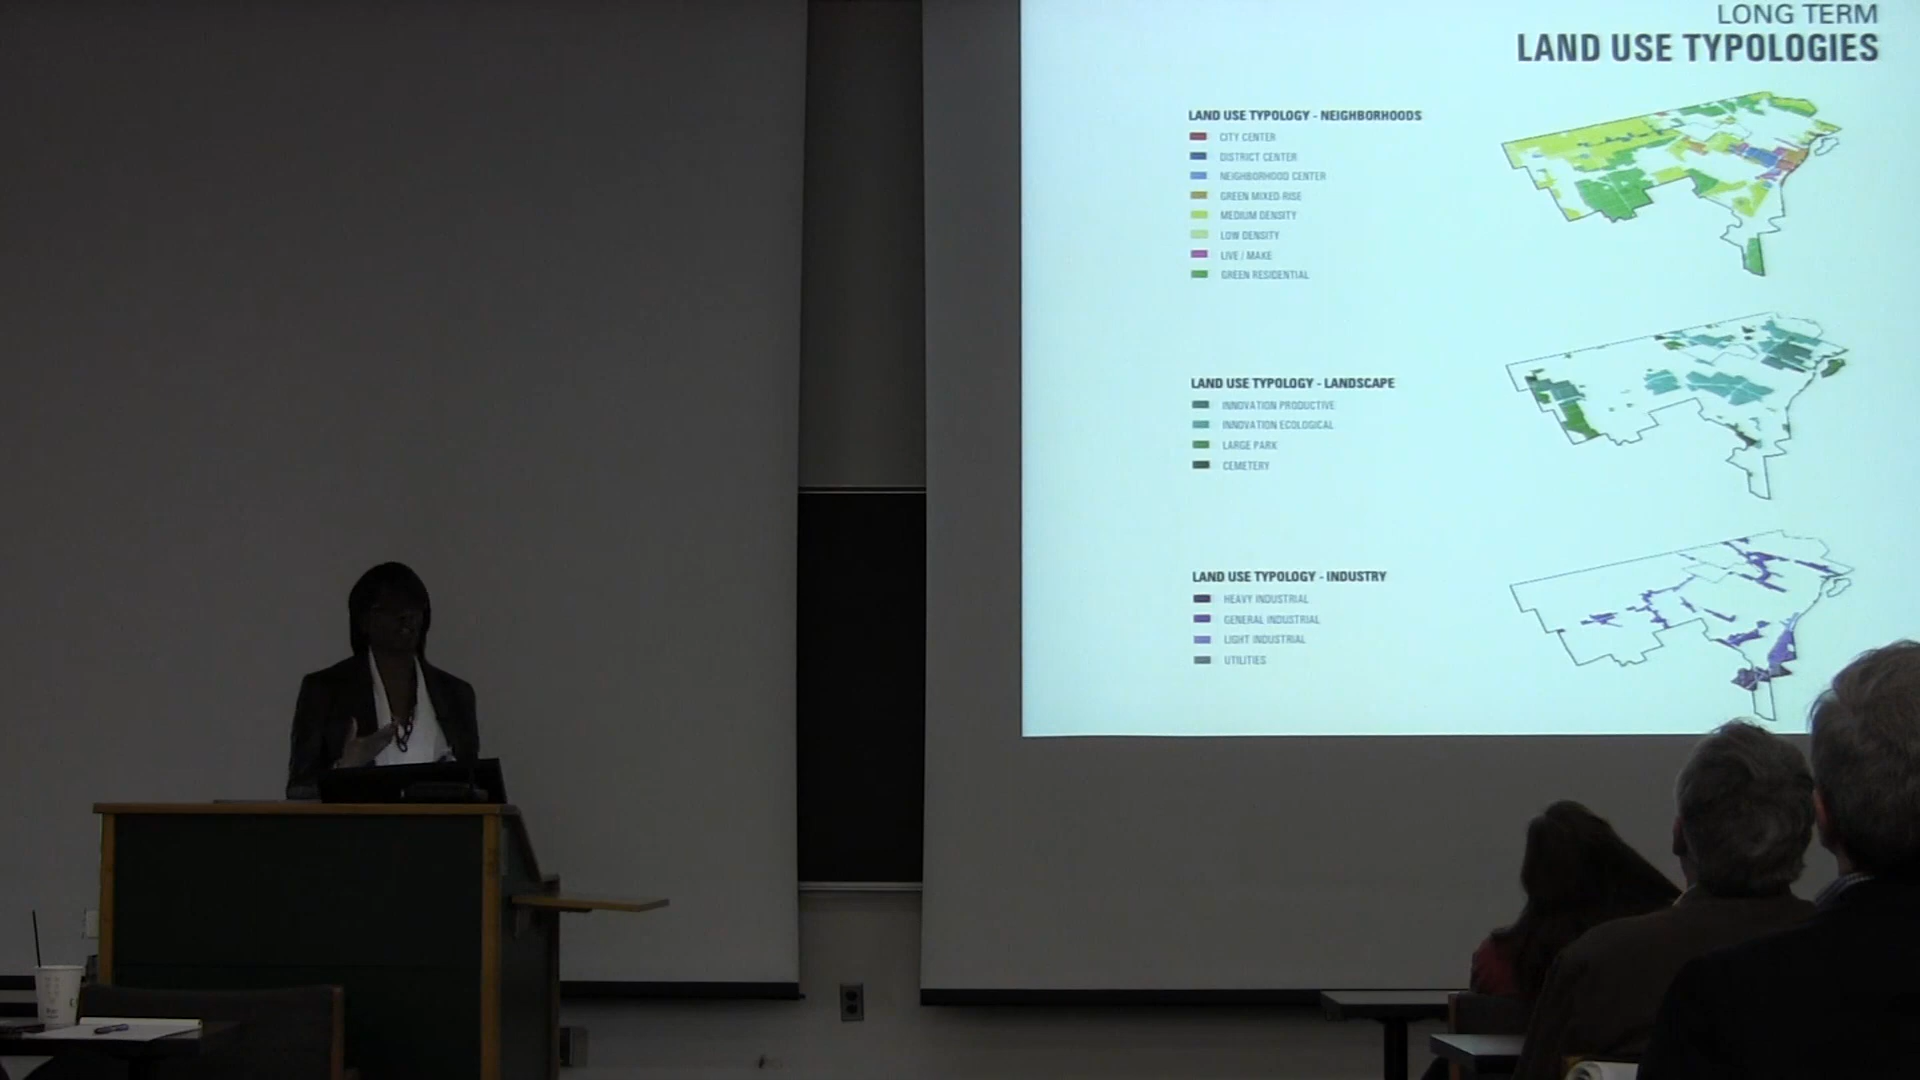 LONG TERM
LAND USE TYPOLOGIES
LAND USE TYPOLOGY - NEIGHBORHOODS
CITY CENTER
DISTRICT CENTER
NEIGHBORHOOD CENTER
GREEN MIXED RISE
MEDIUM DENSITY
LOW DENSITY
LIVE / MAKE
GREEN RESIDENTIAL
LAND USE TYPOLOGY - LANDSCAPE
INNOVATION PRODUCTIVE
INNOVATION ECOLOGICAL
LARGE PARK
CEMETERY
LAND USE TYPOLOGY - INDUSTRY
HEAVY INDUSTRIAL
GENERAL INDUSTRIAL
LIGHT INDUSTRIAL
UTILITIES